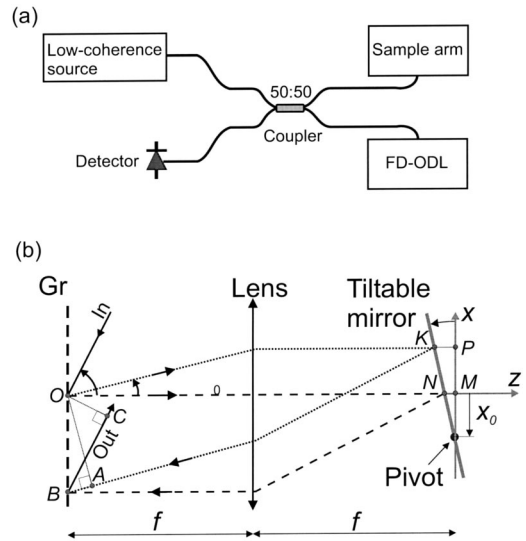 (a)
Low-coherence
source
Sample arm
50:50
Coupler
Detector
FD-ODL
(b)
Gr
Lens
Tiltable
mirror
In
x
K
P
O
0
N
M
z
C
Out
x0
A
B
Pivot
f
f